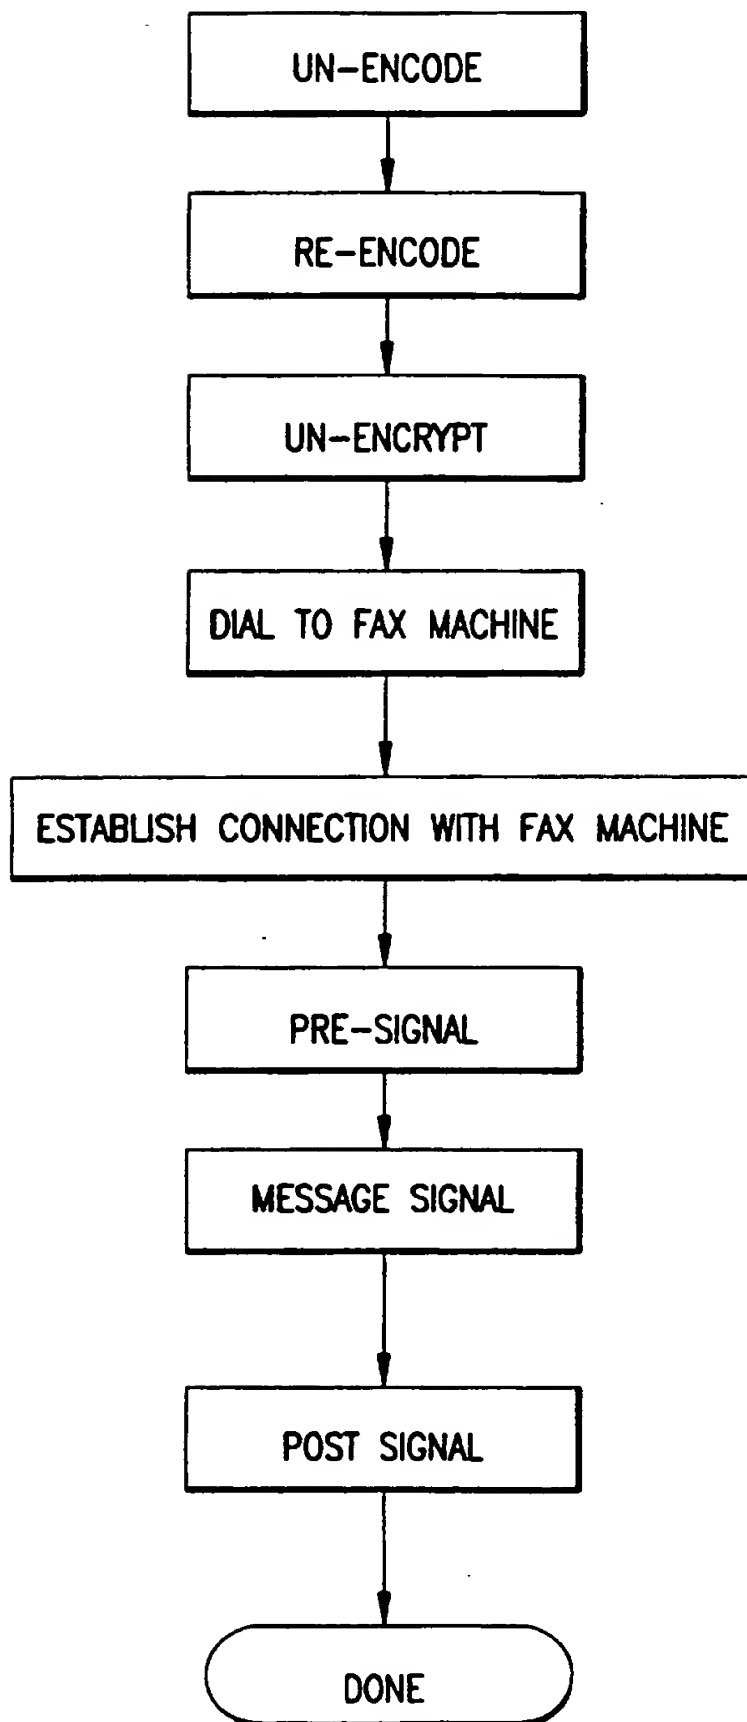 UN-ENCODE
RE-ENCODE
UN-ENCRYPT
DIAL TO FAX MACHINE
ESTABLISH CONNECTION WITH FAX MACHINE
PRE-SIGNAL
MESSAGE SIGNAL
POST SIGNAL
DONE